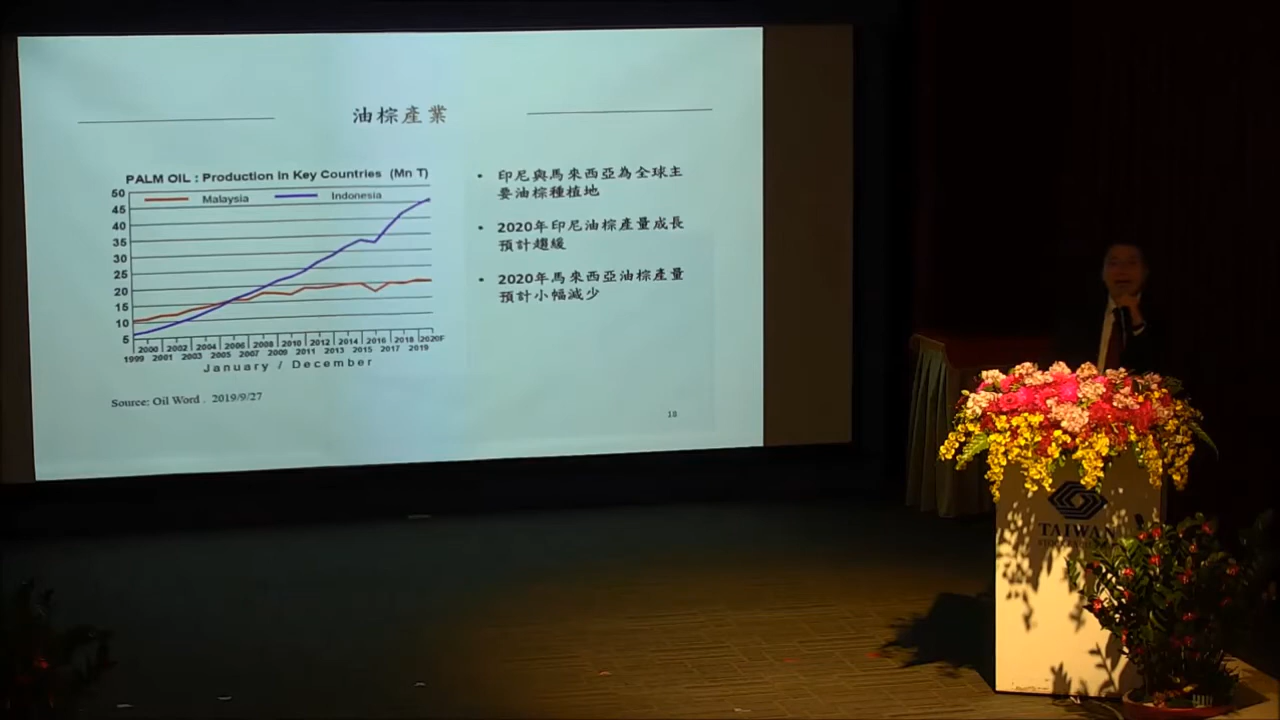 油棕產業
PALM OIL : Production in Key Countries (Mn T)
Malaysia
Indonesia
50
45
40
35
30
25
20
15
10
5
2000 2002 2004 2006 2008 2010 2012 2014 2016 2018 2020F
1999 2001 2003 2005 2007 2009 2011 2013 2015 2017 2019
January / December
Source: Oil Word . 2019/9/27
• 印尼與馬來西亞為全球主
要油棕種植地
• 2020年印尼油棕產量成長
預計趨緩
• 2020年馬來西亞油棕產量
預計小幅減少
18
TAIWAN